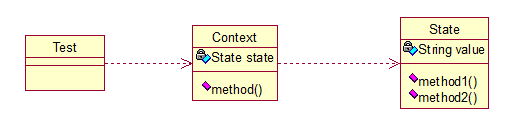 Test
Context
State state
method()
State
String value
method1()
method2()